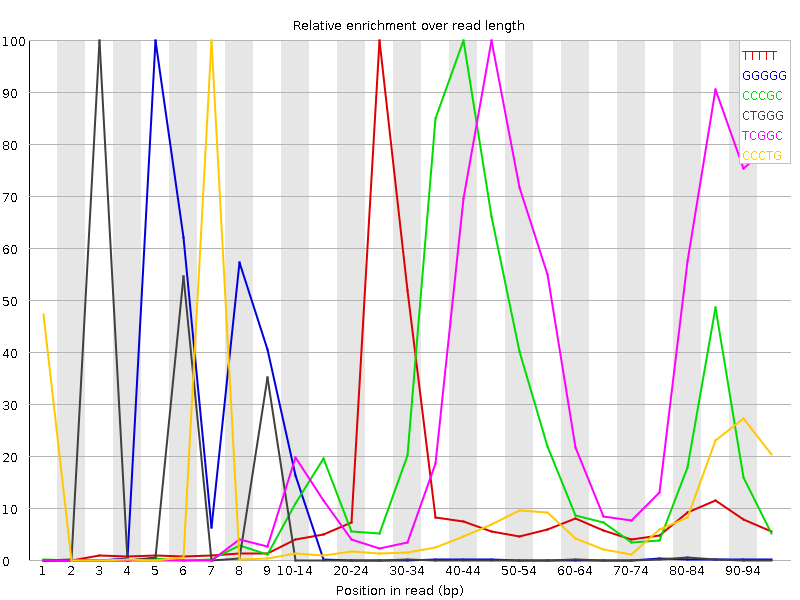 Relative enrichment over read length
100
90
80
70
60
50
40
30
20
10
0
TTTTT
GGGGG
CCCGC
CTGGG
TCGGC
CCCTG
1 2 3 4 5 6 7 8 9 10-14 20-24 30-34 40-44 50-54 60-64 70-74 80-84 90-94
Position in read (bp)